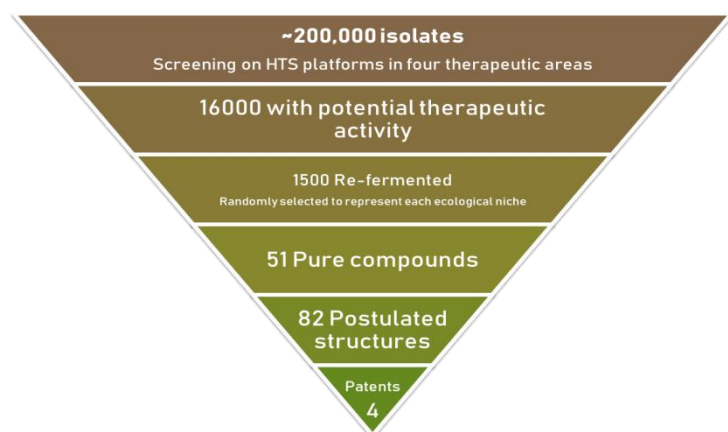 ~200,000 isolates
Screening on HTS platforms in four therapeutic areas
16000 with potential therapeutic
activity
1500 Re-fermented
Randomly selected to represent each ecological niche
51 Pure compounds
82 Postulated
structures
Patents
4